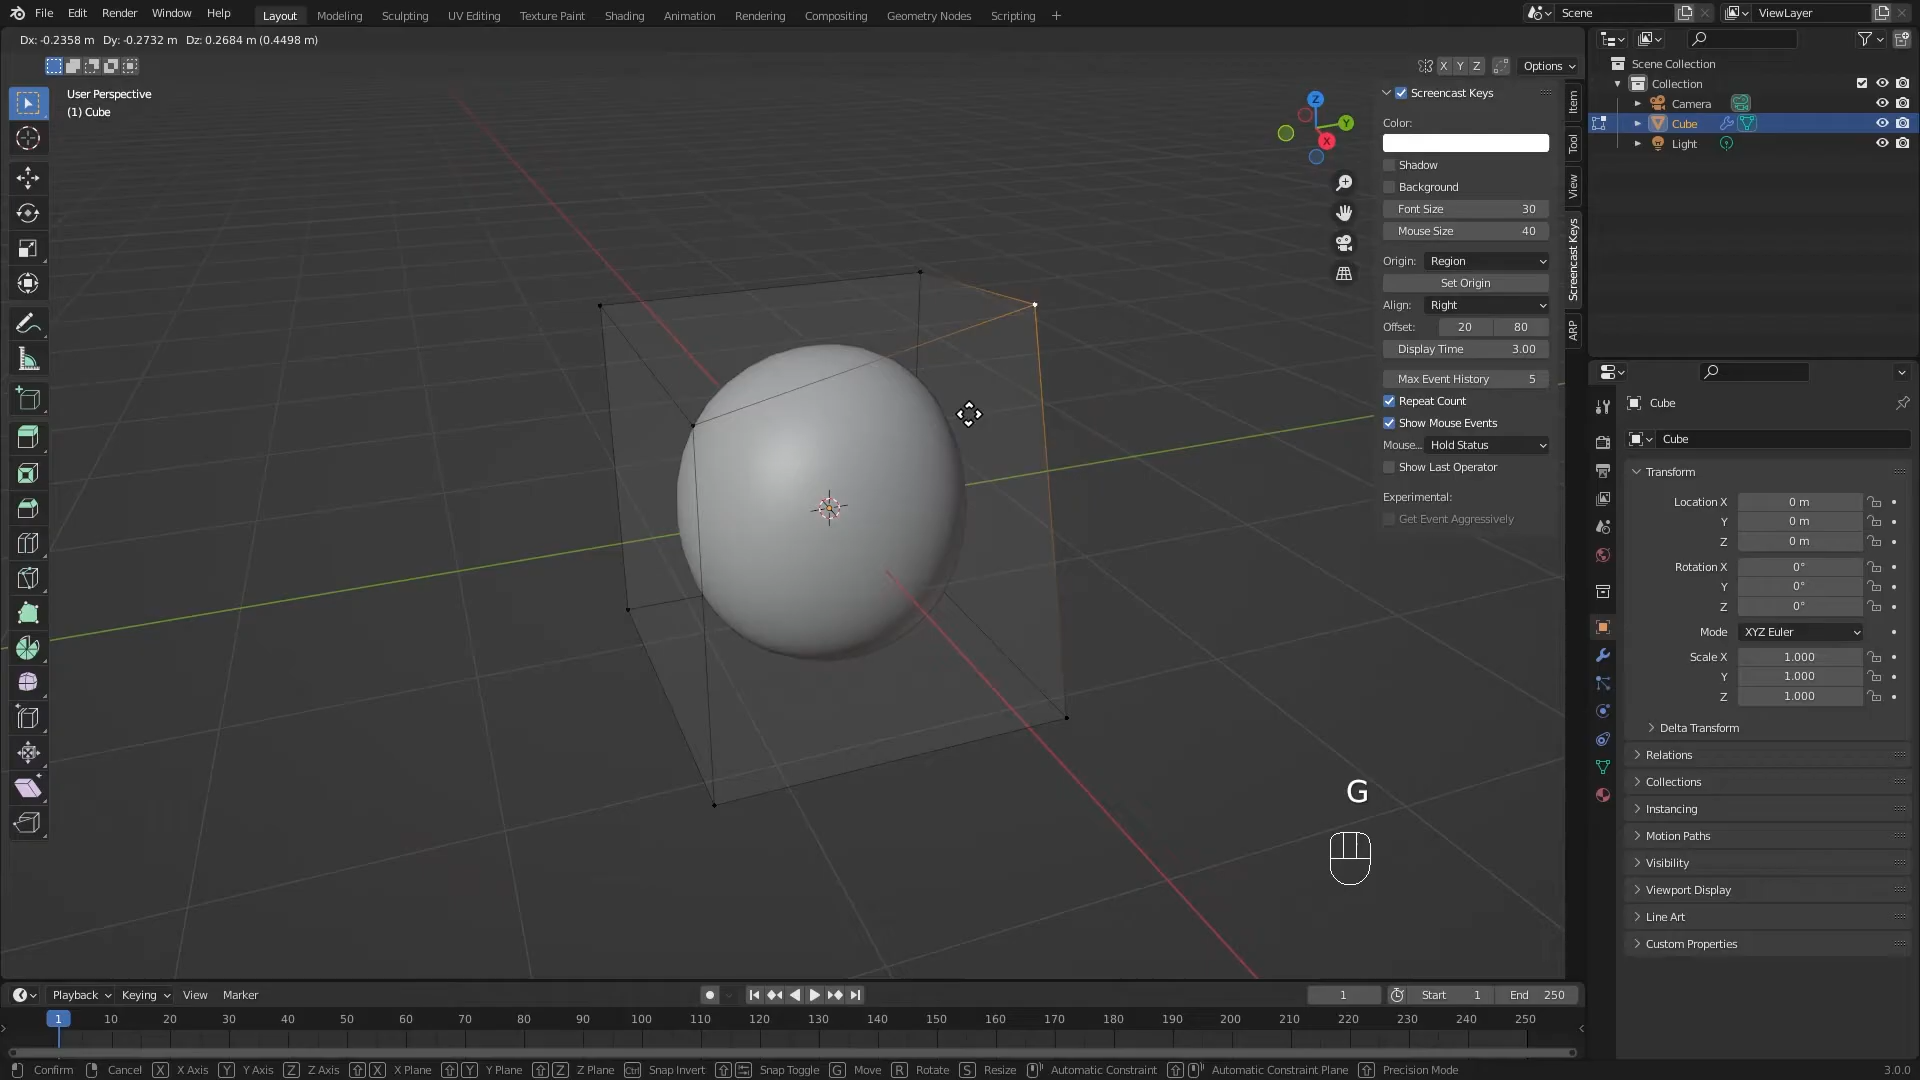 File Edit Render Window Help Layout Modeling Sculpting UV Editing Texture Paint Shading Animation Rendering Compositing Geometry Nodes Scripting + Scene ViewLayer
Dx: -0.2358 m Dy: -0.2732 m Dz: 0.2684 m (0.4498 m)
X Y Z Options
User Perspective
(1) Cube
Z
Y
X
Screencast Keys
Color:
Shadow
Background
Font Size 30
Mouse Size 40
Origin: Region
Set Origin
Align: Right
Offset: 20 80
Display Time 3.00
Max Event History 5
Repeat Count
Show Mouse Events
Mouse... Hold Status
Show Last Operator
Experimental:
Get Event Aggressively
Item
Tool
View
Screencast Keys
ARP
G
Scene Collection
Collection
Camera
Cube
Light
Cube
Cube
Transform
Location X 0 m
Y 0 m
Z 0 m
Rotation X 0°
Y 0°
Z 0°
Mode XYZ Euler
Scale X 1.000
Y 1.000
Z 1.000
Delta Transform
Relations
Collections
Instancing
Motion Paths
Visibility
Viewport Display
Line Art
Custom Properties
Playback Keying View Marker 1 Start 1 End 250
1 10 20 30 40 50 60 70 80 90 100 110 120 130 140 150 160 170 180 190 200 210 220 230 240 250
Confirm Cancel X X Axis Y Y Axis Z Z Axis X X Plane Y Y Plane Z Z Plane Ctrl Snap Invert Snap Toggle G Move R Rotate S Resize Automatic Constraint Automatic Constraint Plane Precision Mode 3.0.0